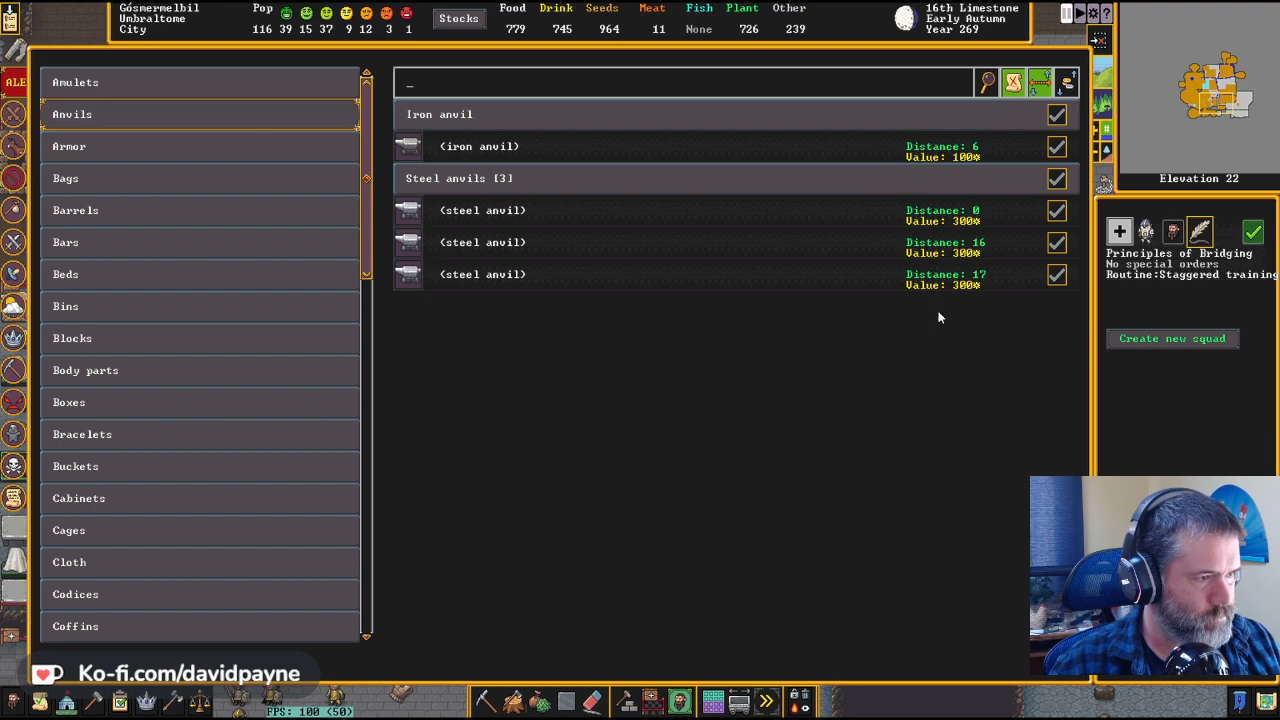 Gósmermelbil
Umbraltome
City
Pop
116 39 15 37 9 12 3 1
Stocks
Food Drink Seeds Meat Fish Plant Other
779 745 964 11 None 726 239
16th Limestone
Early Autumn
Year 269
?
ALE
Elevation 22
Amulets
Anvils
Armor
Bags
Barrels
Bars
Beds
Bins
Blocks
Body parts
Boxes
Bracelets
Buckets
Cabinets
Cages
Cloth
Codices
Coffins
_
Iron anvil
(iron anvil)
Distance: 6
Value: 100☼
Steel anvils [3]
(steel anvil)
Distance: 0
Value: 300☼
(steel anvil)
Distance: 16
Value: 300☼
(steel anvil)
Distance: 17
Value: 300☼
Principles of Bridging
No special orders
Routine:Staggered training
Create new squad
Ko-fi.com/davidpayne
FPS: 100 (50)